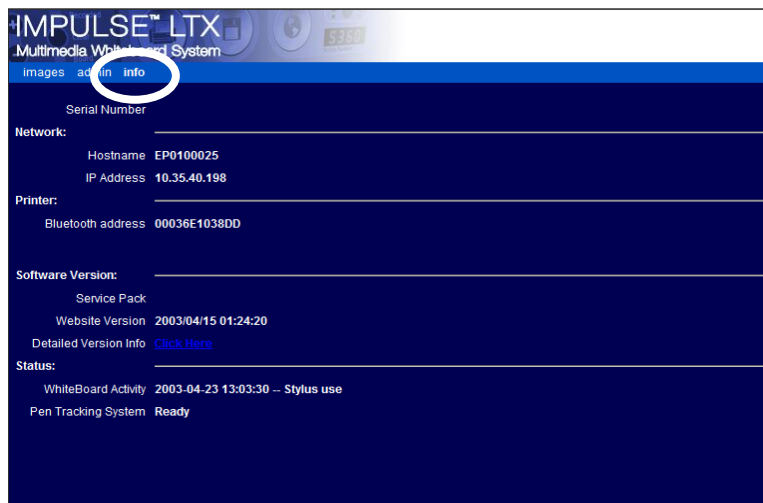 IMPULSE™ LTX
5350
Multimedia Whiteboard System
images admin info
Serial Number
Network:
Hostname EP0100025
IP Address 10.35.40.198
Printer:
Bluetooth address 00036E1038DD
Software Version:
Service Pack
Website Version 2003/04/15 01:24:20
Detailed Version Info Click Here
Status:
WhiteBoard Activity 2003-04-23 13:03:30 -- Stylus use
Pen Tracking System Ready